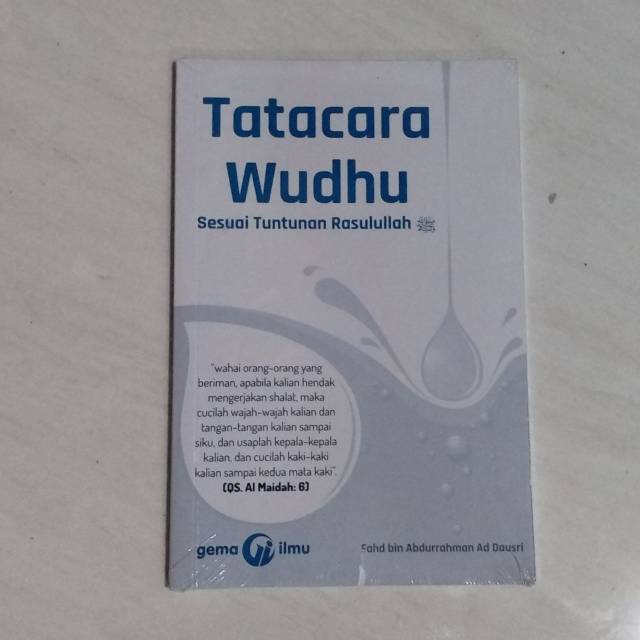 Tatacara
Wudhu
Sesuai Tuntunan Rasulullah ﷺ
"wahai orang-orang yang
beriman, apabila kalian hendak
mengerjakan shalat, maka
cucilah wajah-wajah kalian dan
tangan-tangan kalian sampai
siku, dan usaplah kepala-kepala
kalian, dan cucilah kaki-kaki
kalian sampai kedua mata kaki".
(QS. Al Maidah: 6)
gema ilmu
Fahd bin Abdurrahman Ad Dausri